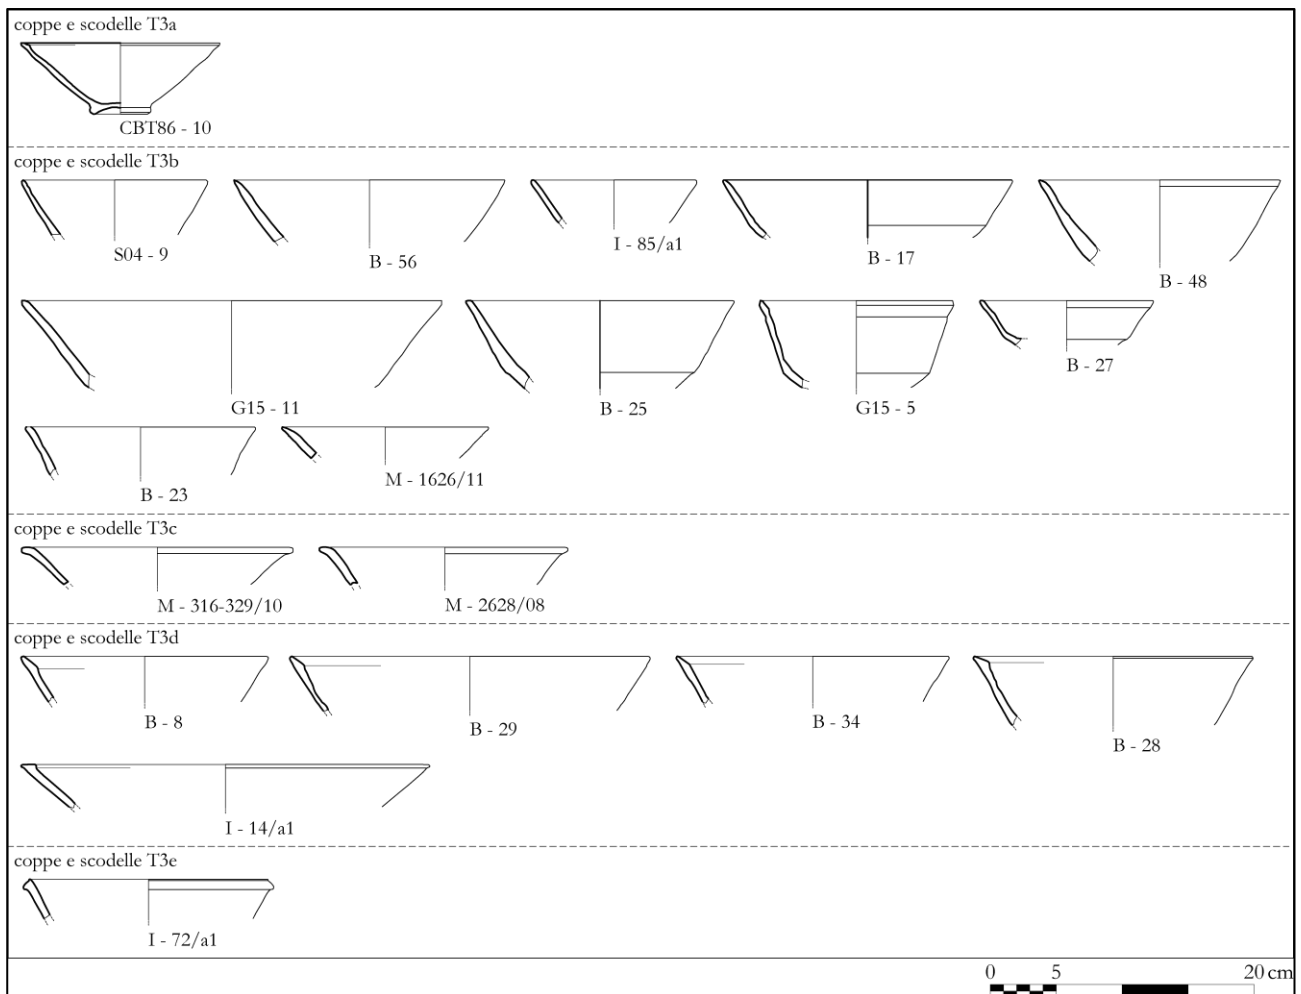 coppe e scodelle T3a
CBT86 - 10
coppe e scodelle T3b
S04 - 9
B - 56
I - 85/a1
B - 17
B - 48
G15 - 11
B - 25
G15 - 5
B - 27
B - 23
M - 1626/11
coppe e scodelle T3c
M - 316-329/10
M - 2628/08
coppe e scodelle T3d
B - 8
B - 29
B - 34
B - 28
I - 14/a1
coppe e scodelle T3e
I - 72/a1
0 5 20 cm